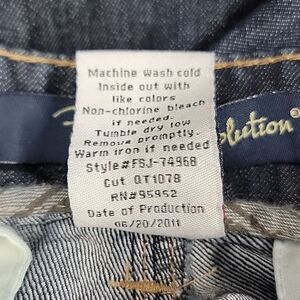 Machine wash cold
Inside out with
like colors
Non-chlorine bleach
if needed.
Tumble dry low
Remove promptly.
Warm iron if needed
Style#FSJ-74968
Cut QT1078
RN#95952
Date of Production
06/20/2011
olution®